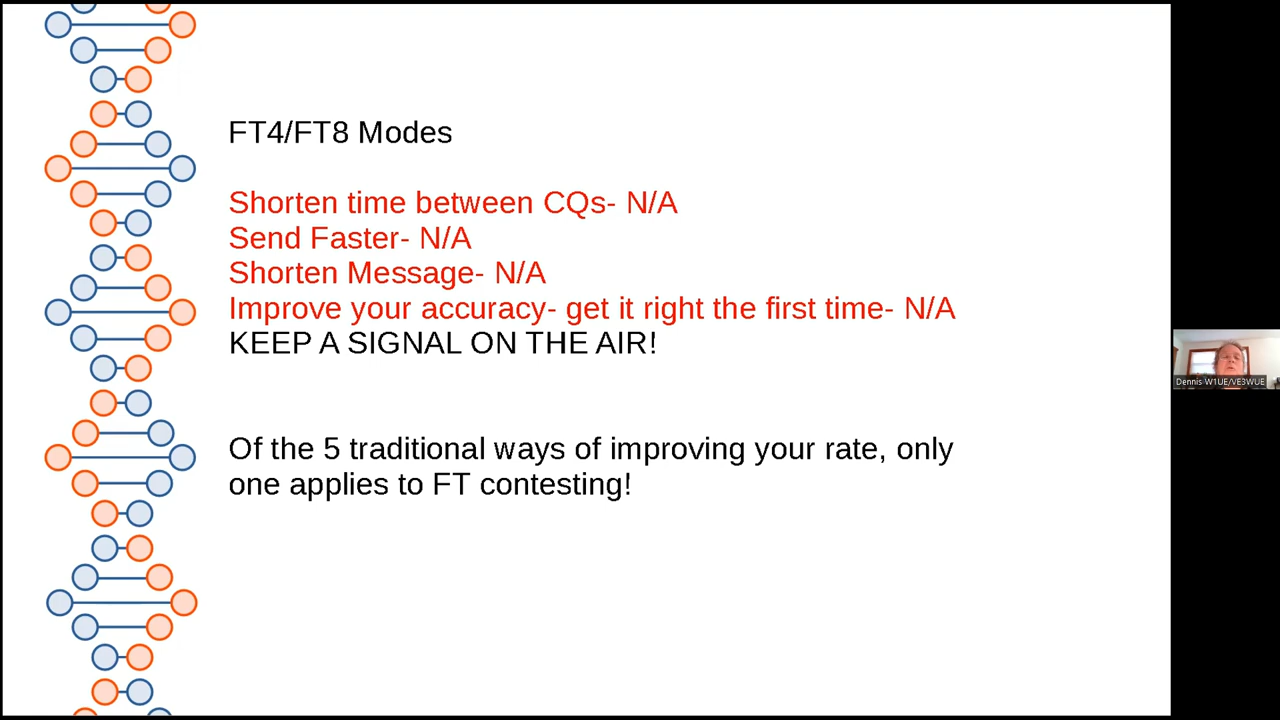 FT4/FT8 Modes
Shorten time between CQs- N/A
Send Faster- N/A
Shorten Message- N/A
Improve your accuracy- get it right the first time- N/A
KEEP A SIGNAL ON THE AIR!
Of the 5 traditional ways of improving your rate, only
one applies to FT contesting!
Dennis W1UE/VE3WUE